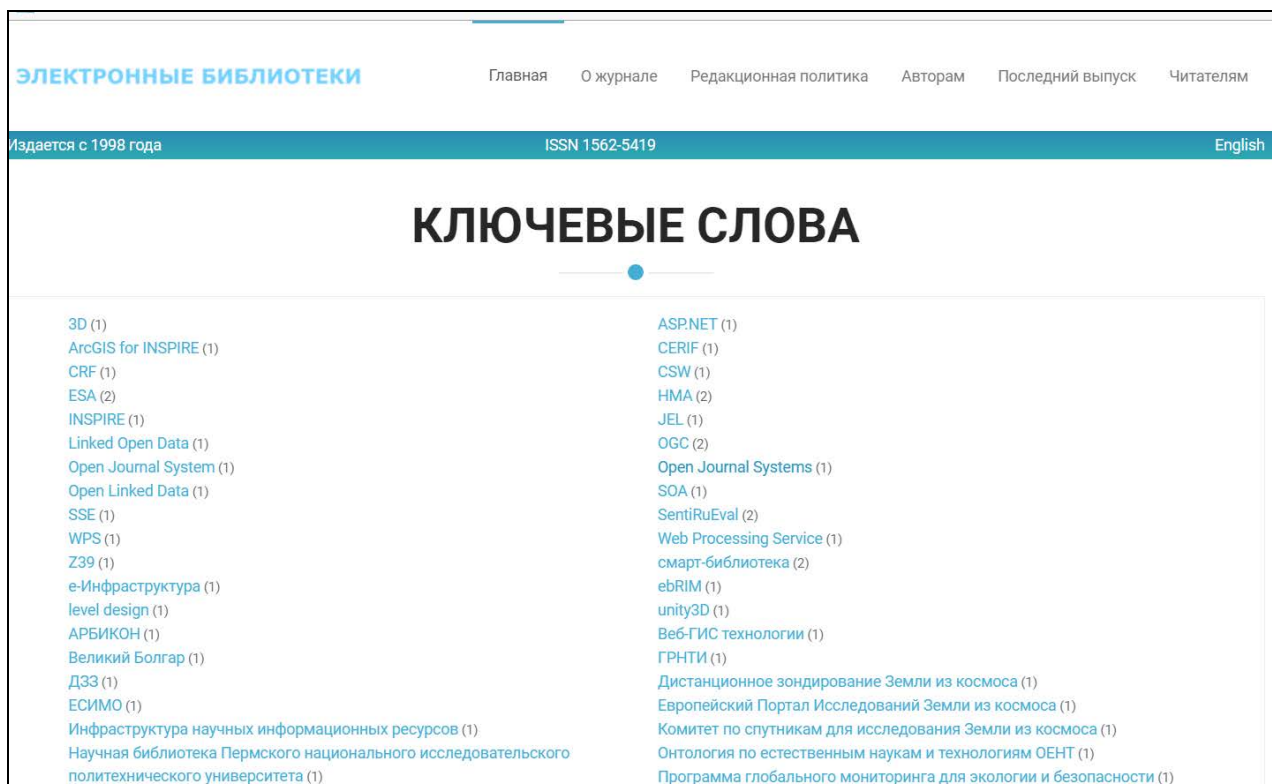 ЭЛЕКТРОННЫЕ БИБЛИОТЕКИ Главная О журнале Редакционная политика Авторам Последний выпуск Читателям
Издается с 1998 года ISSN 1562-5419 English
КЛЮЧЕВЫЕ СЛОВА
3D (1) ASP.NET (1)
ArcGIS for INSPIRE (1) CERIF (1)
CRF (1) CSW (1)
ESA (2) HMA (2)
INSPIRE (1) JEL (1)
Linked Open Data (1) OGC (2)
Open Journal System (1) Open Journal Systems (1)
Open Linked Data (1) SOA (1)
SSE (1) SentiRuEval (2)
WPS (1) Web Processing Service (1)
Z39 (1) cмарт-библиотека (2)
e-Инфраструктура (1) ebRIM (1)
level design (1) unity3D (1)
АРБИКОН (1) Веб-ГИС технологии (1)
Великий Болгар (1) ГРНТИ (1)
ДЗЗ (1) Дистанционное зондирование Земли из космоса (1)
ЕСИМО (1) Европейский Портал Исследований Земли из космоса (1)
Инфраструктура научных информационных ресурсов (1) Комитет по спутникам для исследования Земли из космоса (1)
Научная библиотека Пермского национального исследовательского Онтология по естественным наукам и технологиям ОЕНТ (1)
политехнического университета (1) Программа глобального мониторинга для экологии и безопасности (1)